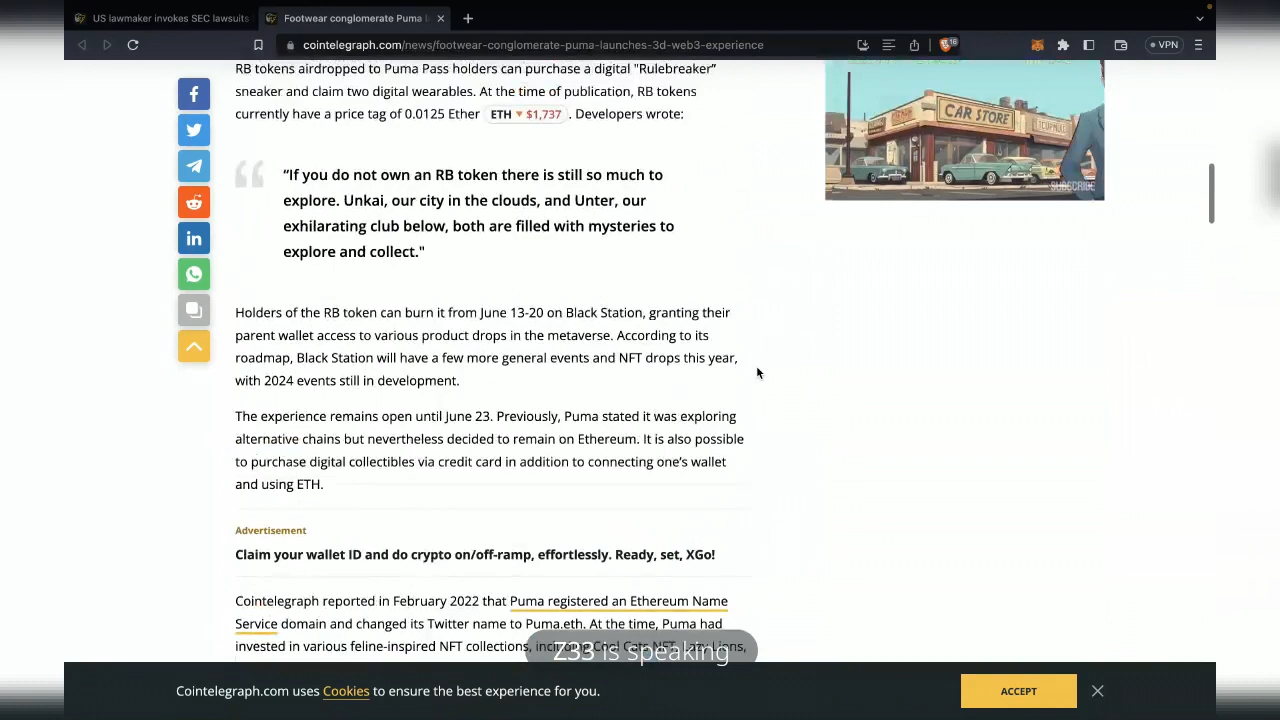 US lawmaker invokes SEC lawsuits
Footwear conglomerate Puma l
cointelegraph.com/news/footwear-conglomerate-puma-launches-3d-web3-experience
18
VPN
RB tokens airdropped to Puma Pass holders can purchase a digital "Rulebreaker"
sneaker and claim two digital wearables. At the time of publication, RB tokens
currently have a price tag of 0.0125 Ether ETH ▼ $1,737 . Developers wrote:
“If you do not own an RB token there is still so much to
explore. Unkai, our city in the clouds, and Unter, our
exhilarating club below, both are filled with mysteries to
explore and collect."
Holders of the RB token can burn it from June 13-20 on Black Station, granting their
parent wallet access to various product drops in the metaverse. According to its
roadmap, Black Station will have a few more general events and NFT drops this year,
with 2024 events still in development.
The experience remains open until June 23. Previously, Puma stated it was exploring
alternative chains but nevertheless decided to remain on Ethereum. It is also possible
to purchase digital collectibles via credit card in addition to connecting one’s wallet
and using ETH.
Advertisement
Claim your wallet ID and do crypto on/off-ramp, effortlessly. Ready, set, XGo!
Cointelegraph reported in February 2022 that Puma registered an Ethereum Name
Service domain and changed its Twitter name to Puma.eth. At the time, Puma had
invested in various feline-inspired NFT collections, including Cool Cats NFT, Lazy Lions,
Z33 is speaking
Cointelegraph.com uses Cookies to ensure the best experience for you.
ACCEPT
CAR STORE
SUBSCRIBE